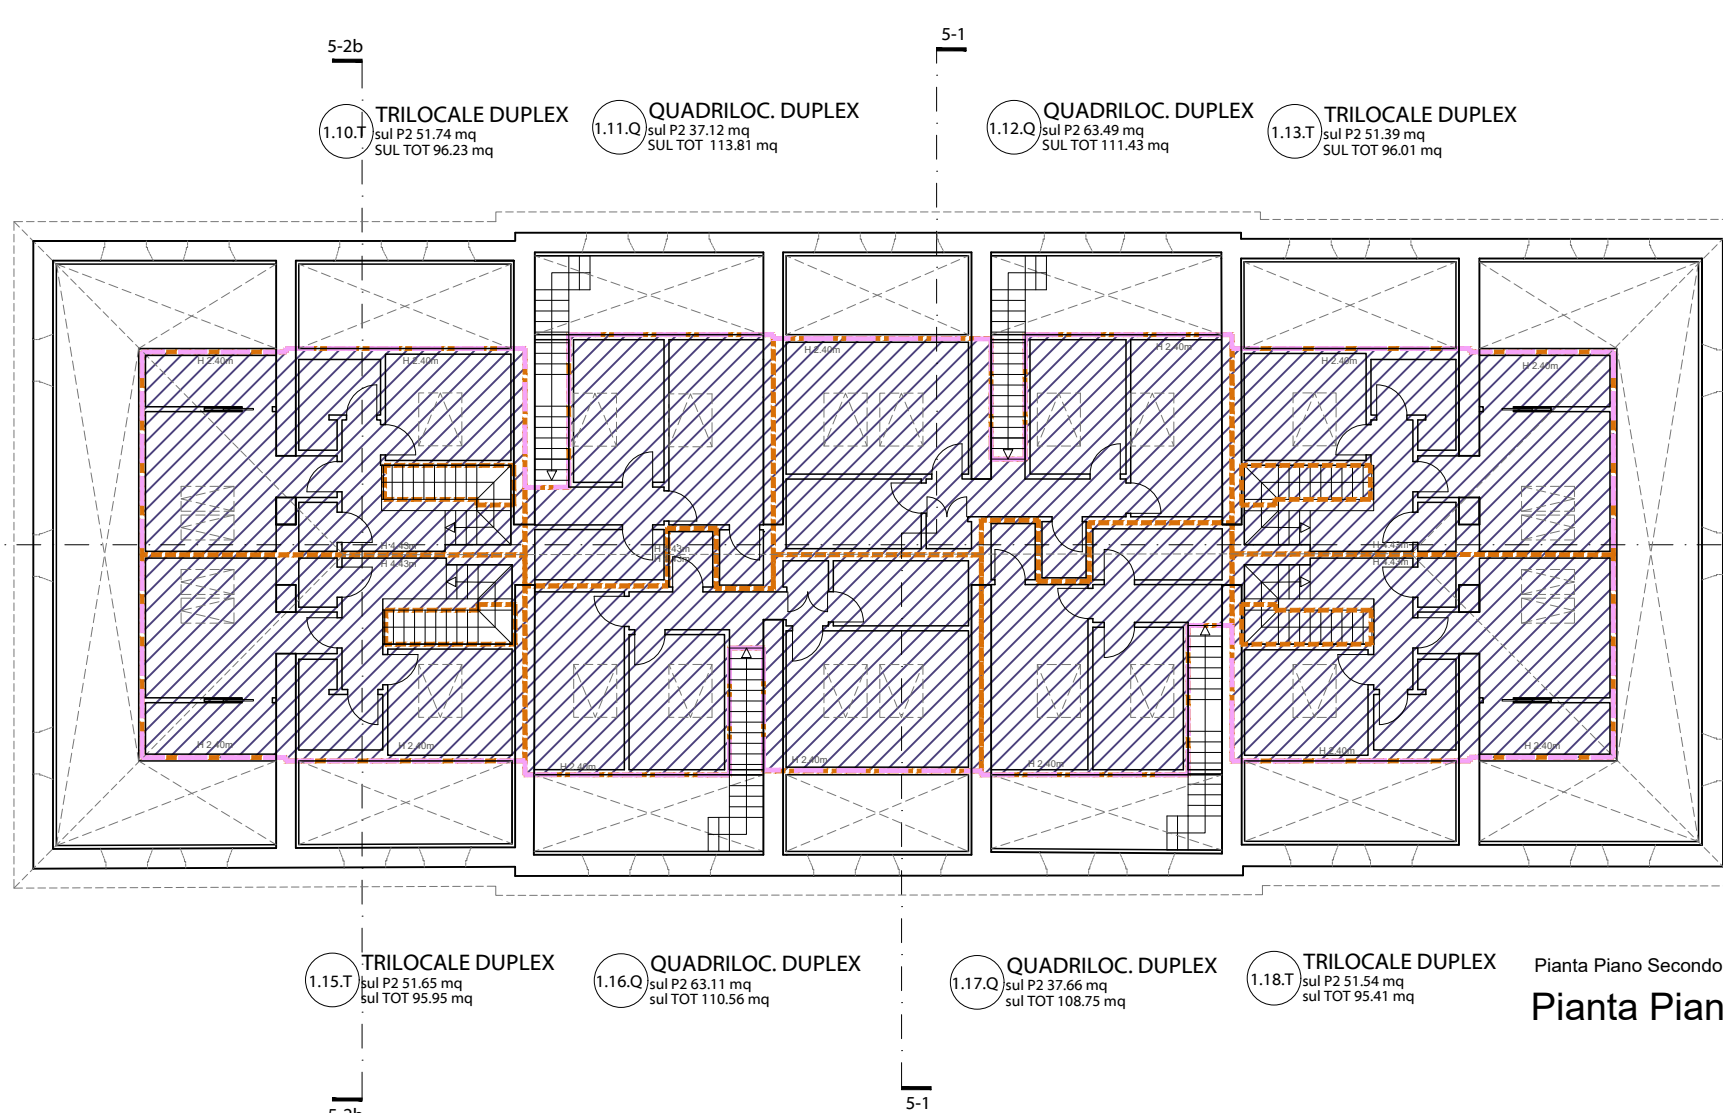 5-2b
5-1
1.10.T
TRILOCALE DUPLEX
sul P2 51.74 mq
SUL TOT 96.23 mq
1.11.Q
QUADRILOC. DUPLEX
sul P2 37.12 mq
SUL TOT 113.81 mq
1.12.Q
QUADRILOC. DUPLEX
sul P2 63.49 mq
SUL TOT 111.43 mq
1.13.T
TRILOCALE DUPLEX
sul P2 51.39 mq
SUL TOT 96.01 mq
H 2.40m
H 2.40m
H 2.40m
H 2.40m
H 2.40m
H 2.40m
H 4.43m
H 4.43m
H 4.43m
H 4.43m
H 4.43m
H 4.43m
H 2.40m
H 2.40m
H 2.40m
H 2.40m
H 2.40m
H 2.40m
H 2.40m
1.15.T
TRILOCALE DUPLEX
sul P2 51.65 mq
sul TOT 95.95 mq
1.16.Q
QUADRILOC. DUPLEX
sul P2 63.11 mq
sul TOT 110.56 mq
1.17.Q
QUADRILOC. DUPLEX
sul P2 37.66 mq
sul TOT 108.75 mq
1.18.T
TRILOCALE DUPLEX
sul P2 51.54 mq
sul TOT 95.41 mq
Pianta Piano Secondo
Pianta Pian
5-2b
5-1